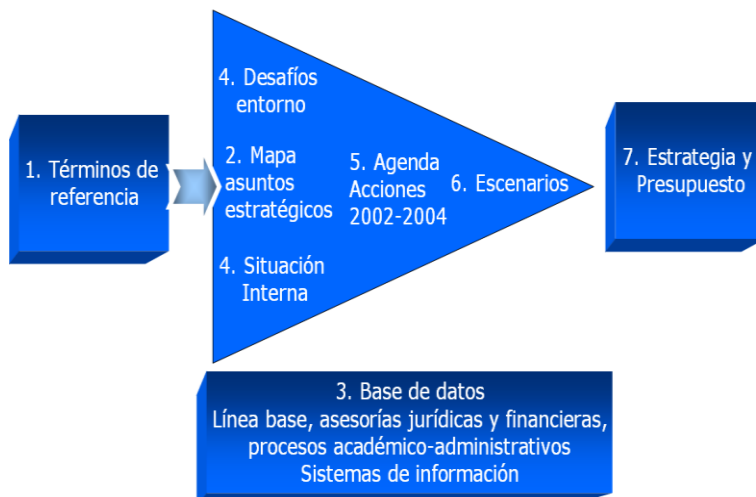 1. Términos de
referencia
4. Desafíos
entorno
2. Mapa
asuntos
estratégicos
4. Situación
Interna
5. Agenda
Acciones
2002-2004
6. Escenarios
7. Estrategia y
Presupuesto
3. Base de datos
Línea base, asesorías jurídicas y financieras,
procesos académico-administrativos
Sistemas de información